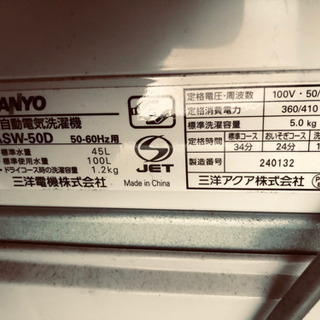 SANYO
自動電気洗濯機
ASW-50D 50-60Hz用
標準水量 45L
標準使用水量 100L
・ドライコース時の洗濯容量 1.2kg
三洋電機株式会社
S JET
Made in China
定格電圧・周波数 100V・50/
定格消費電力 360/410
標準洗濯容量 5.0kg
定格時間 標準コース おいそぎコース 洗
34分 24分 1
製造番号 240132
三洋アクア株式会社